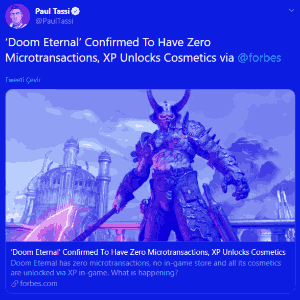 Paul Tassi
@PaulTassi
'Doom Eternal' Confirmed To Have Zero
Microtransactions, XP Unlocks Cosmetics via @forbes
Tweeti Çevir
'Doom Eternal' Confirmed To Have Zero Microtransactions, XP Unlocks Cosmetics
Doom Eternal has zero microtransactions, no in-game store and all its cosmetics
are unlocked via XP in-game. What is happening?
forbes.com